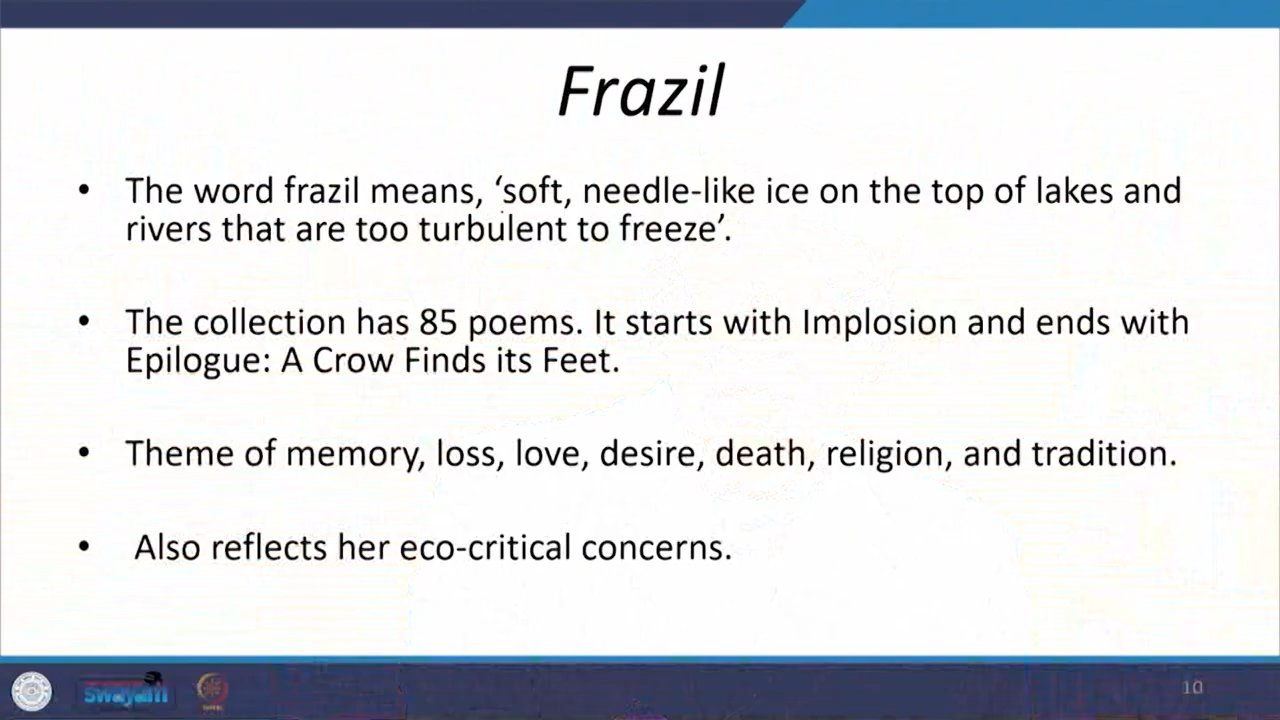 Frazil
• The word frazil means, ‘soft, needle-like ice on the top of lakes and
rivers that are too turbulent to freeze’.
• The collection has 85 poems. It starts with Implosion and ends with
Epilogue: A Crow Finds its Feet.
• Theme of memory, loss, love, desire, death, religion, and tradition.
• Also reflects her eco-critical concerns.
swayam
10